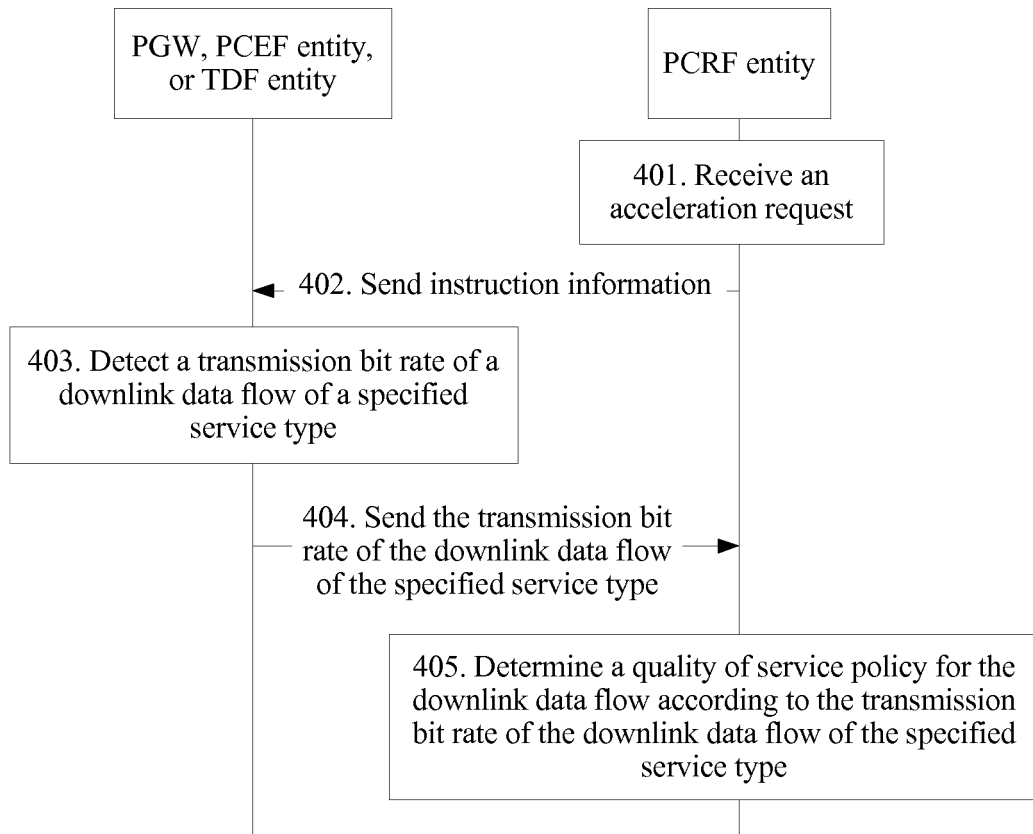 PGW, PCEF entity,
or TDF entity
PCRF entity
401. Receive an
acceleration request
402. Send instruction information
403. Detect a transmission bit rate of a
downlink data flow of a specified
service type
404. Send the transmission bit
rate of the downlink data flow
of the specified service type
405. Determine a quality of service policy for the
downlink data flow according to the transmission
bit rate of the downlink data flow of the specified
service type